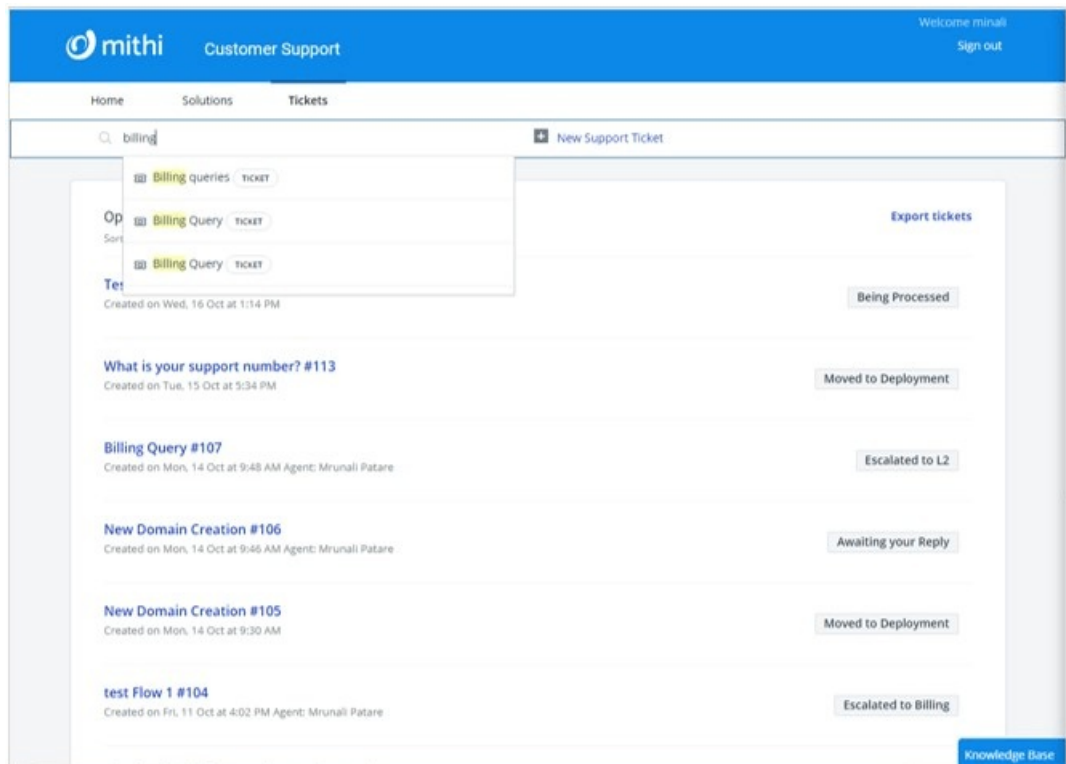 Welcome minali
mithi Customer Support
Sign out
Home Solutions Tickets
billing
New Support Ticket
Billing queries TICKET
Billing Query TICKET
Billing Query TICKET
Op
Export tickets
Sort
Tes
Created on Wed, 16 Oct at 1:14 PM
Being Processed
What is your support number? #113
Created on Tue, 15 Oct at 5:34 PM
Moved to Deployment
Billing Query #107
Created on Mon, 14 Oct at 9:48 AM Agent: Mrunali Patare
Escalated to L2
New Domain Creation #106
Created on Mon, 14 Oct at 9:46 AM Agent: Mrunali Patare
Awaiting your Reply
New Domain Creation #105
Created on Mon, 14 Oct at 9:30 AM
Moved to Deployment
test Flow 1 #104
Created on Fri, 11 Oct at 4:02 PM Agent: Mrunali Patare
Escalated to Billing
Knowledge Base